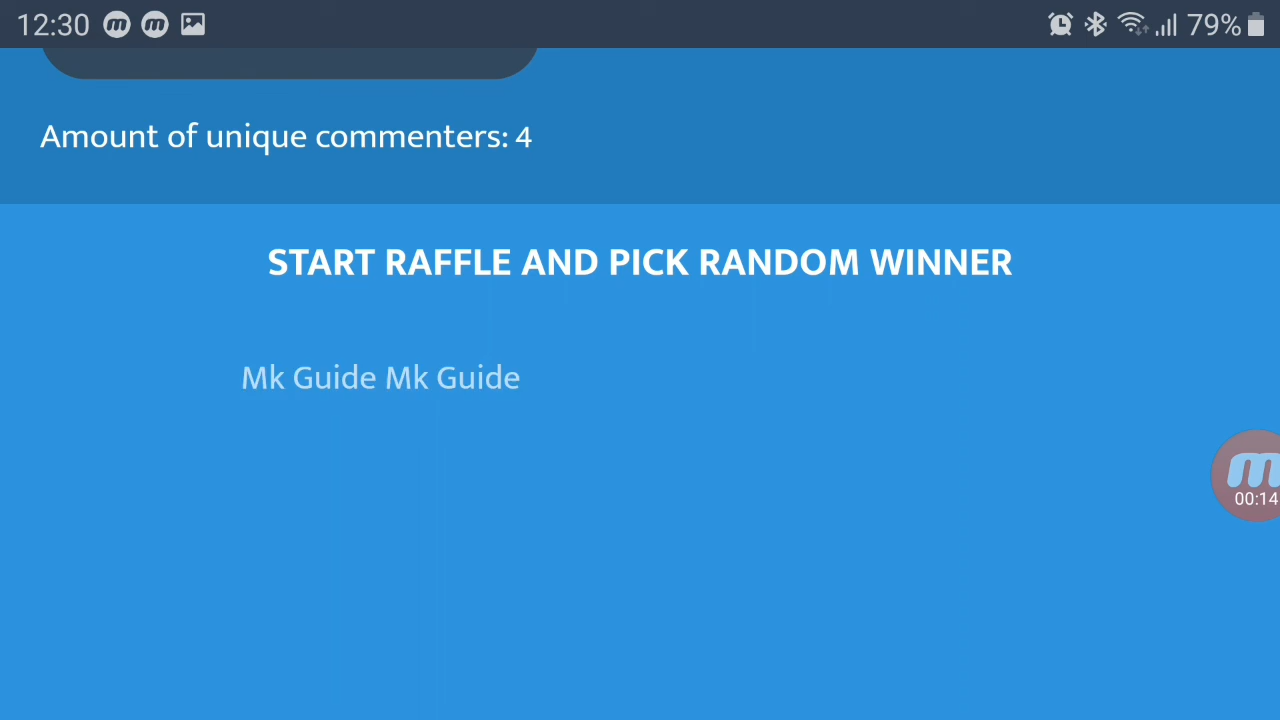 12:30 79%
Amount of unique commenters: 4
START RAFFLE AND PICK RANDOM WINNER
Mk Guide Mk Guide
00:14